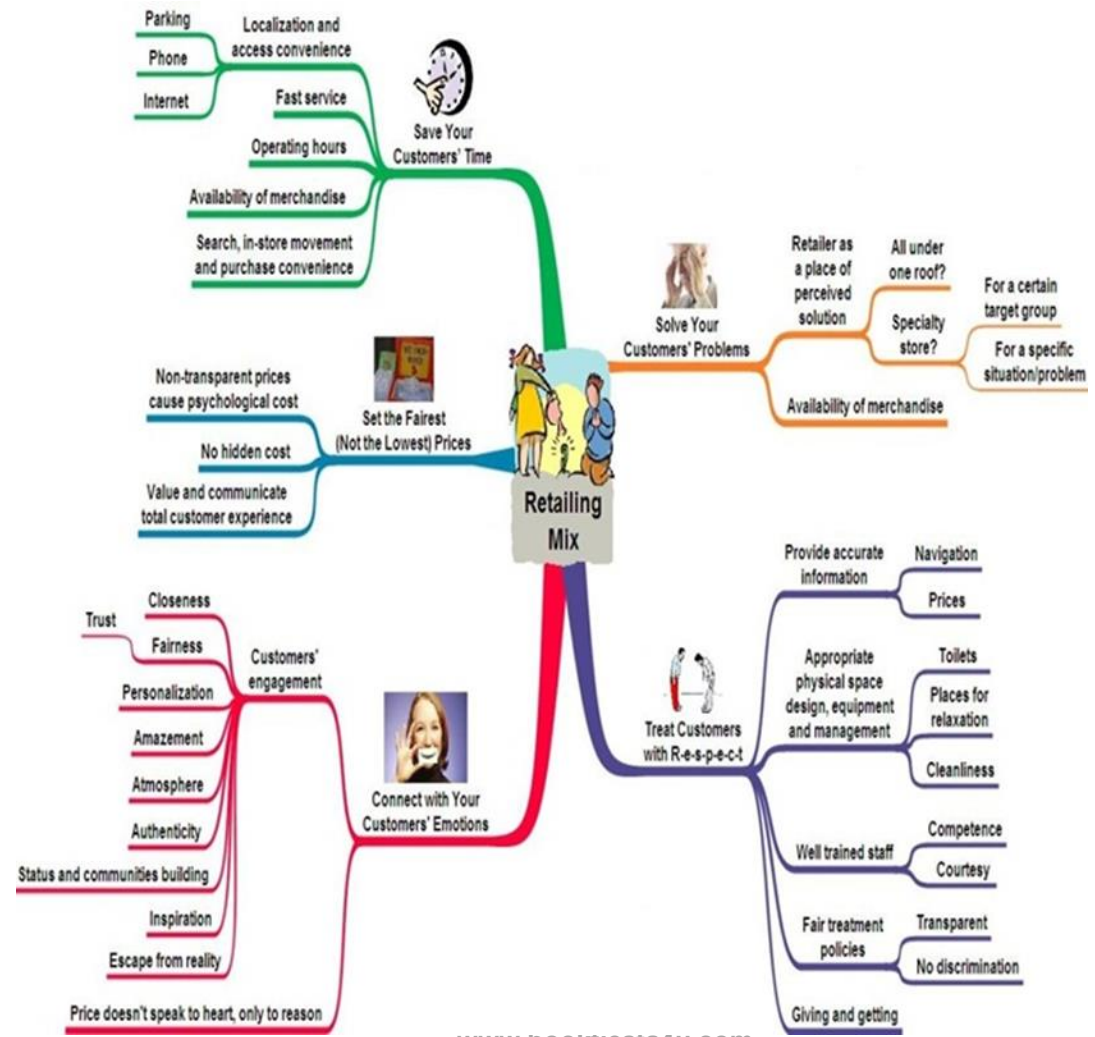 Parking
Phone
Internet
Localization and
access convenience
Fast service
Operating hours
Availability of merchandise
Search, in-store movement
and purchase convenience
Save Your
Customers' Time
Solve Your
Customers' Problems
Retailer as
a place of
perceived
solution
All under
one roof?
Specialty
store?
For a certain
target group
For a specific
situation/problem
Availability of merchandise
Non-transparent prices
cause psychological cost
No hidden cost
Value and communicate
total customer experience
Set the Fairest
(Not the Lowest) Prices
Retailing
Mix
Closeness
Trust
Fairness
Personalization
Amazement
Atmosphere
Authenticity
Status and communities building
Inspiration
Escape from reality
Customers'
engagement
Price doesn't speak to heart, only to reason
Connect with Your
Customers' Emotions
Treat Customers
with R-e-s-p-e-c-t
Provide accurate
information
Navigation
Prices
Appropriate
physical space
design, equipment
and management
Toilets
Places for
relaxation
Cleanliness
Well trained staff
Competence
Courtesy
Fair treatment
policies
Transparent
No discrimination
Giving and getting